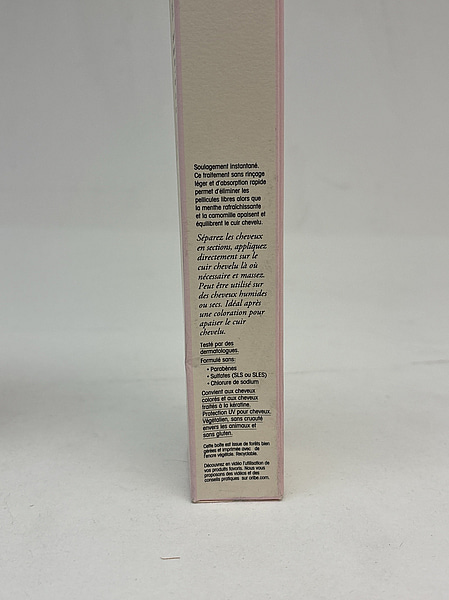 Soulagement instantané.
Ce traitement sans rinçage
léger et d'absorption rapide
permet d'éliminer les
pellicules libres alors que
la menthe rafraîchissante
et la camomille apaisent et
équilibrent le cuir chevelu.
Séparez les cheveux
en sections, appliquez
directement sur le
cuir chevelu là où
nécessaire et massez.
Peut être utilisé sur
des cheveux humides
ou secs. Idéal après
une coloration pour
apaiser le cuir
chevelu.
Testé par des
dermatologues.
Formulé sans:
• Parabènes
• Sulfates (SLS ou SLES)
• Chlorure de sodium
Convient aux cheveux
colorés et aux cheveux
traités à la kératine.
Protection UV pour cheveux.
Végétalien, sans cruauté
envers les animaux et
sans gluten.
Cette boîte est issue de forêts bien
gérées et imprimée avec de
l'encre végétale. Recyclable.
Découvrez en vidéo l'utilisation de
vos produits favoris. Nous vous
proposons des vidéos et des
conseils pratiques sur oribe.com.